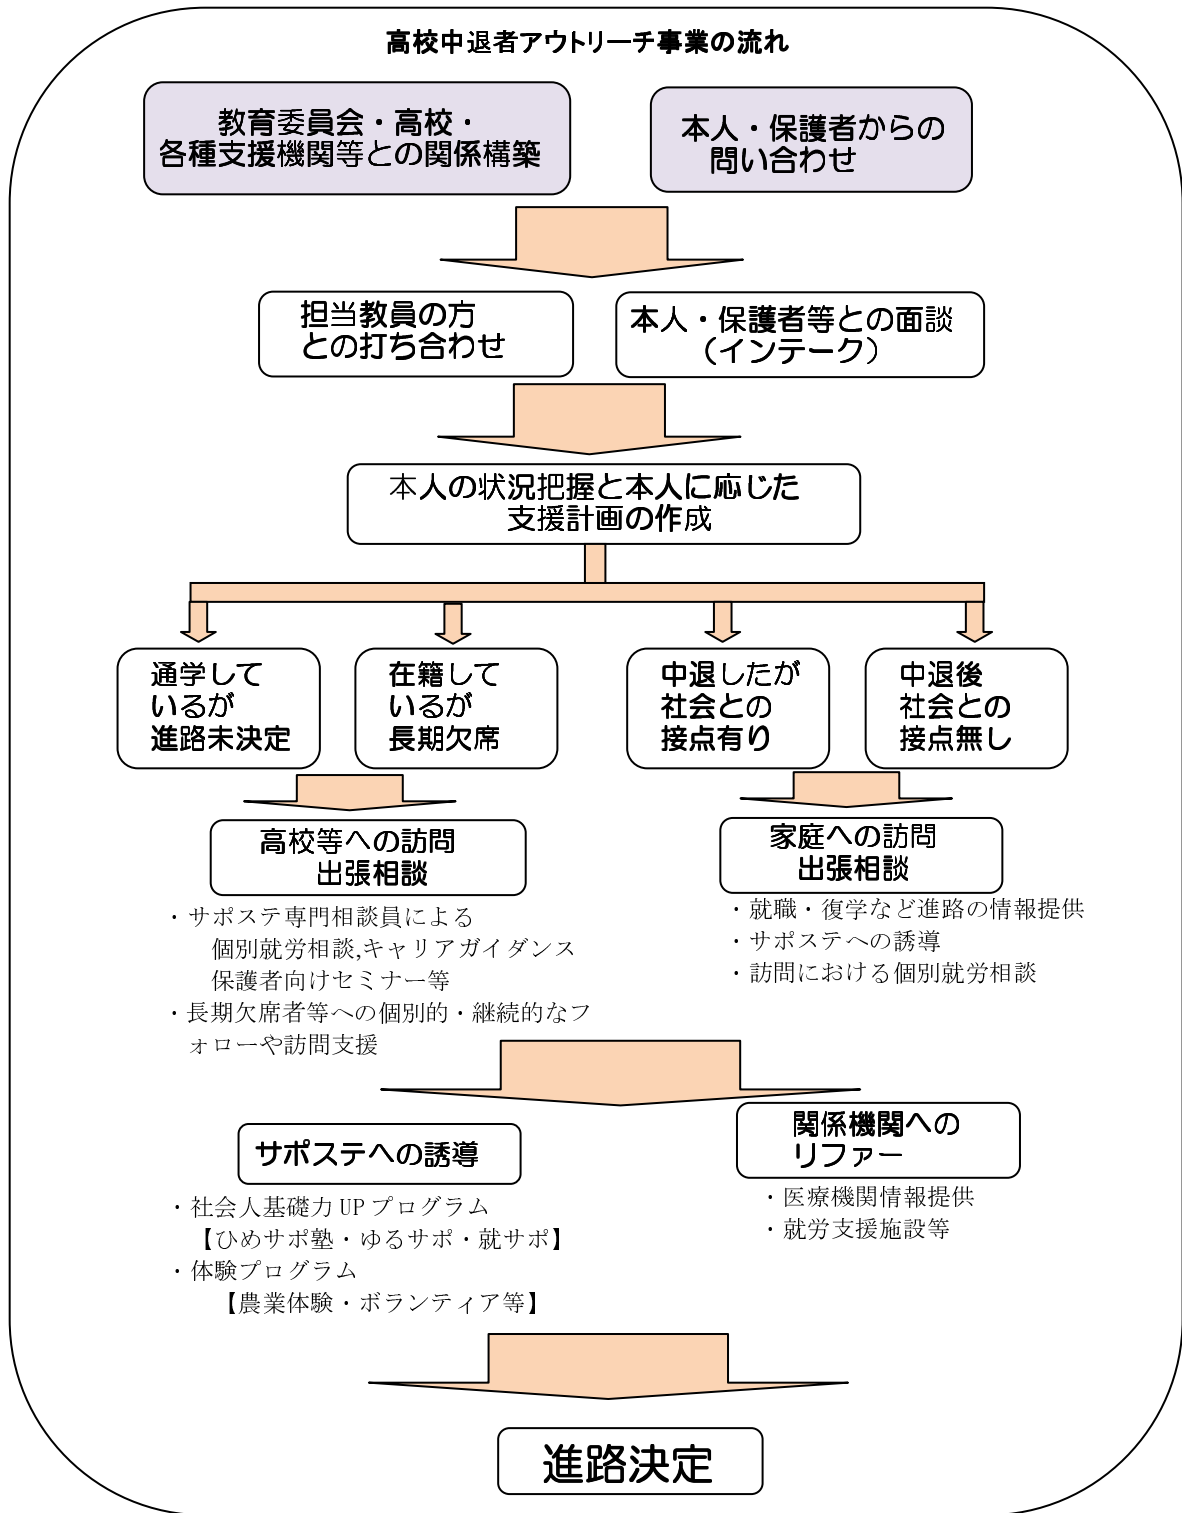 高校中退者アウトリーチ事業の流れ
教育委員会・高校・
各種支援機関等との関係構築
本人・保護者からの
問い合わせ
担当教員の方
との打ち合わせ
本人・保護者等との面談
（インテーク）
本人の状況把握と本人に応じた
支援計画の作成
通学して
いるが
進路未決定
在籍して
いるが
長期欠席
中退したが
社会との
接点有り
中退後
社会との
接点無し
高校等への訪問
出張相談
・サポステ専門相談員による
個別就労相談,キャリアガイダンス
保護者向けセミナー等
・長期欠席者等への個別的・継続的なフ
ォローや訪問支援
家庭への訪問
出張相談
・就職・復学など進路の情報提供
・サポステへの誘導
・訪問における個別就労相談
サポステへの誘導
・社会人基礎力 UP プログラム
【ひめサポ塾・ゆるサポ・就サポ】
・体験プログラム
【農業体験・ボランティア等】
関係機関への
リファー
・医療機関情報提供
・就労支援施設等
進路決定